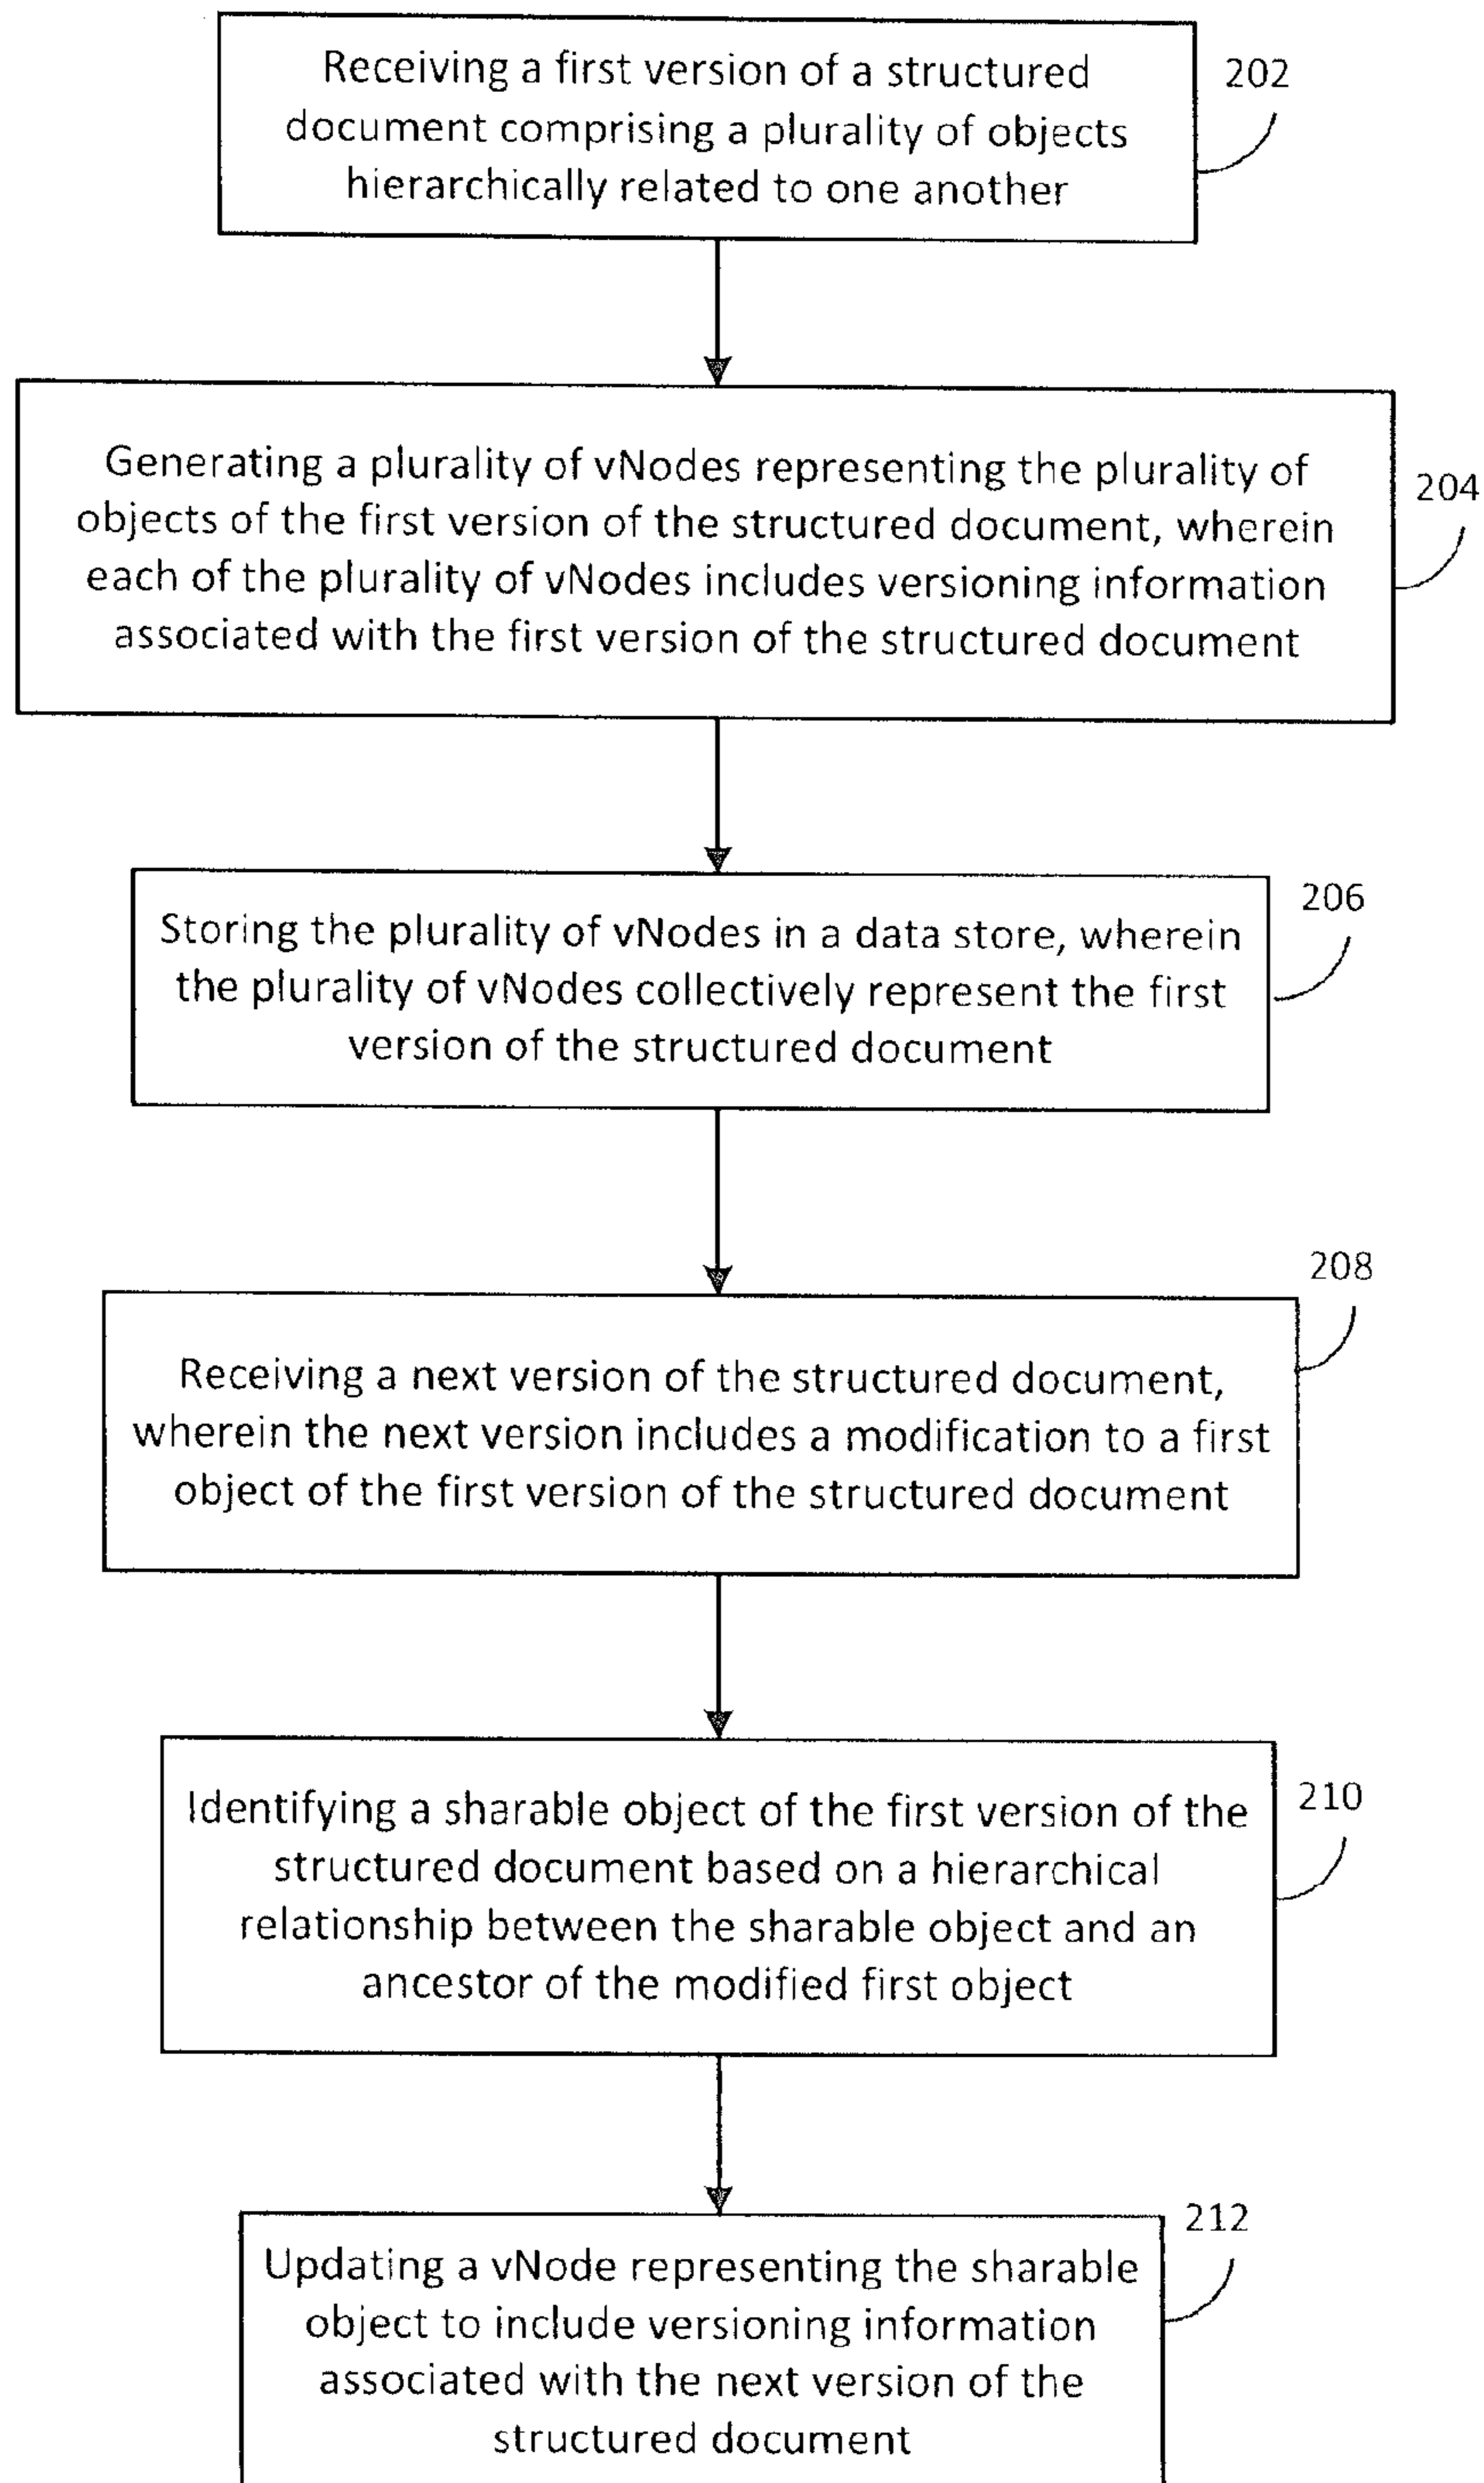 Receiving a first version of a structured
document comprising a plurality of objects
hierarchically related to one another
202
Generating a plurality of vNodes representing the plurality of
objects of the first version of the structured document, wherein
each of the plurality of vNodes includes versioning information
associated with the first version of the structured document
204
Storing the plurality of vNodes in a data store, wherein
the plurality of vNodes collectively represent the first
version of the structured document
206
Receiving a next version of the structured document,
wherein the next version includes a modification to a first
object of the first version of the structured document
208
Identifying a sharable object of the first version of the
structured document based on a hierarchical
relationship between the sharable object and an
ancestor of the modified first object
210
Updating a vNode representing the sharable
object to include versioning information
associated with the next version of the
structured document
212